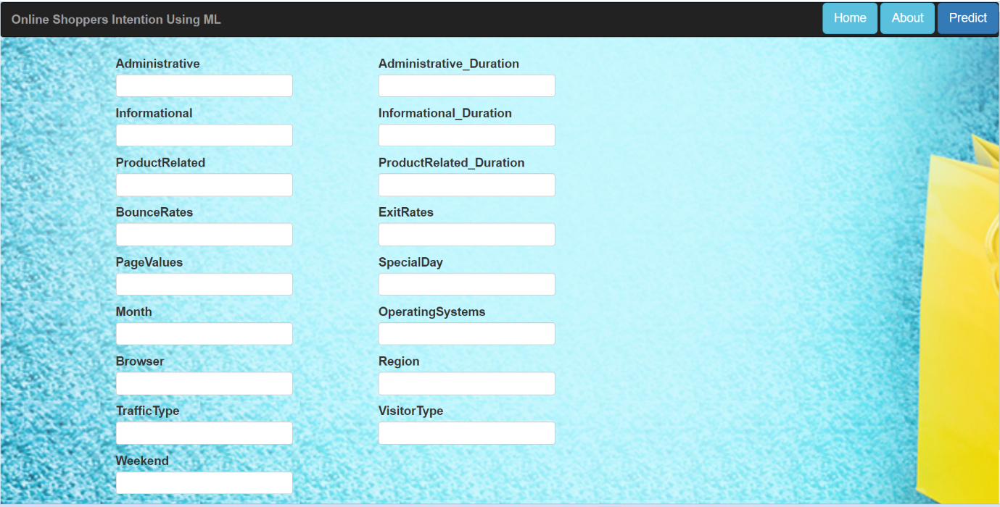 Online Shoppers Intention Using ML
Home About Predict
Administrative Administrative_Duration
Informational Informational_Duration
ProductRelated ProductRelated_Duration
BounceRates ExitRates
PageValues SpecialDay
Month OperatingSystems
Browser Region
TrafficType VisitorType
Weekend